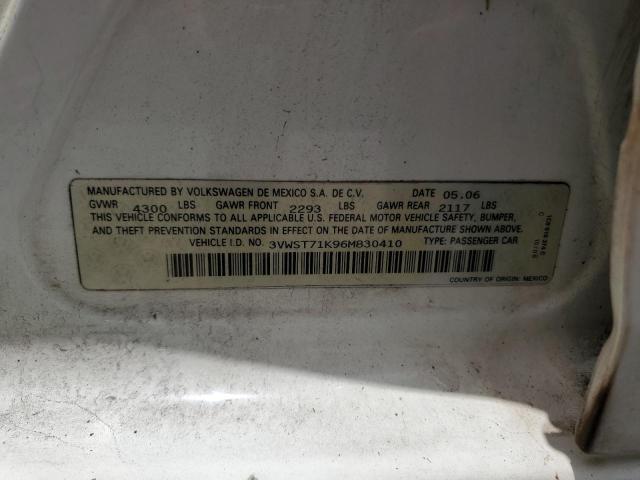 MANUFACTURED BY VOLKSWAGEN DE MEXICO S.A. DE C.V. DATE 05.06
GVWR 4300 LBS GAWR FRONT 2293 LBS GAWR REAR 2117 LBS
THIS VEHICLE CONFORMS TO ALL APPLICABLE U.S. FEDERAL MOTOR VEHICLE SAFETY, BUMPER,
AND THEFT PREVENTION STANDARDS IN EFFECT ON THE DATE OF MANUFACTURE SHOWN ABOVE.
VEHICLE I.D. NO. 3VWST71K96M830410 TYPE: PASSENGER CAR
COUNTRY OF ORIGIN: MEXICO